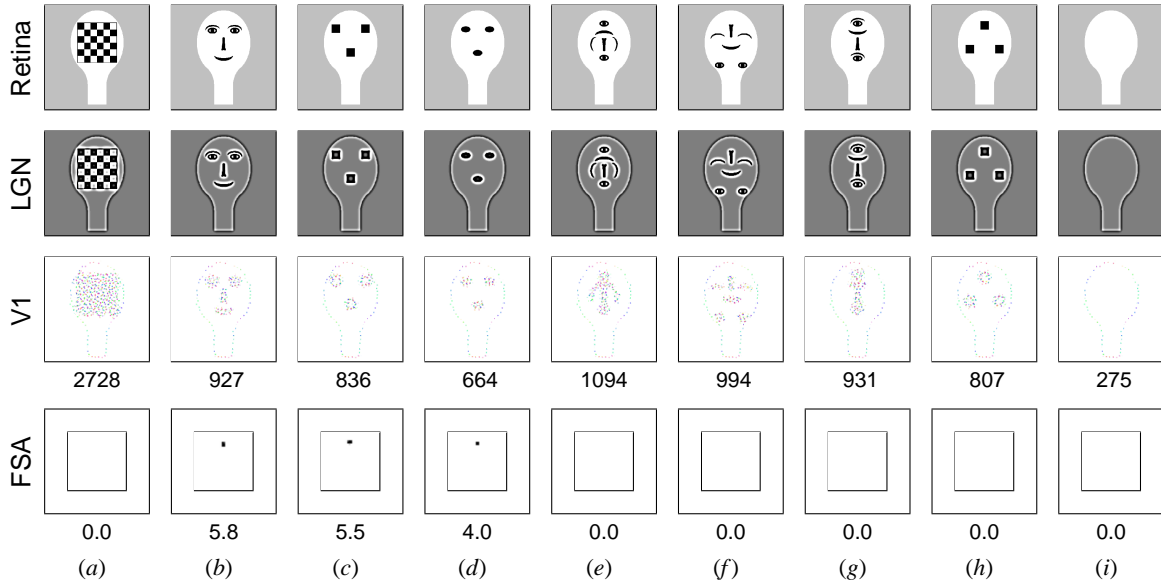 Retina
LGN
V1
2728 927 836 664 1094 994 931 807 275
FSA
0.0 5.8 5.5 4.0 0.0 0.0 0.0 0.0 0.0
(a) (b) (c) (d) (e) (f) (g) (h) (i)